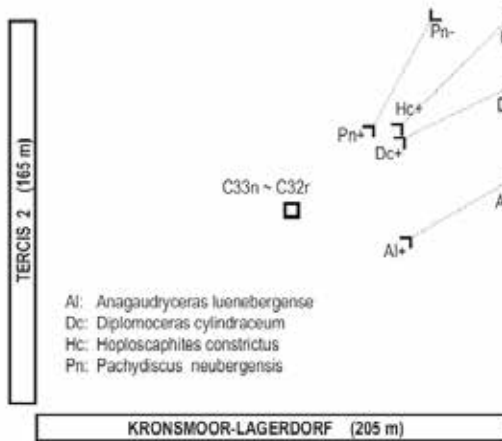 Pn-
Hc+
Pn+
Dc+
C33n ~ C32r
Al+
TERCIS 2 (165 m)
Al: Anagaudryceras luenebergense
Dc: Diplomoceras cylindraceum
Hc: Hoploscaphites constrictus
Pn: Pachydiscus neubergensis
KRONSMOOR-LAGERDORF (205 m)